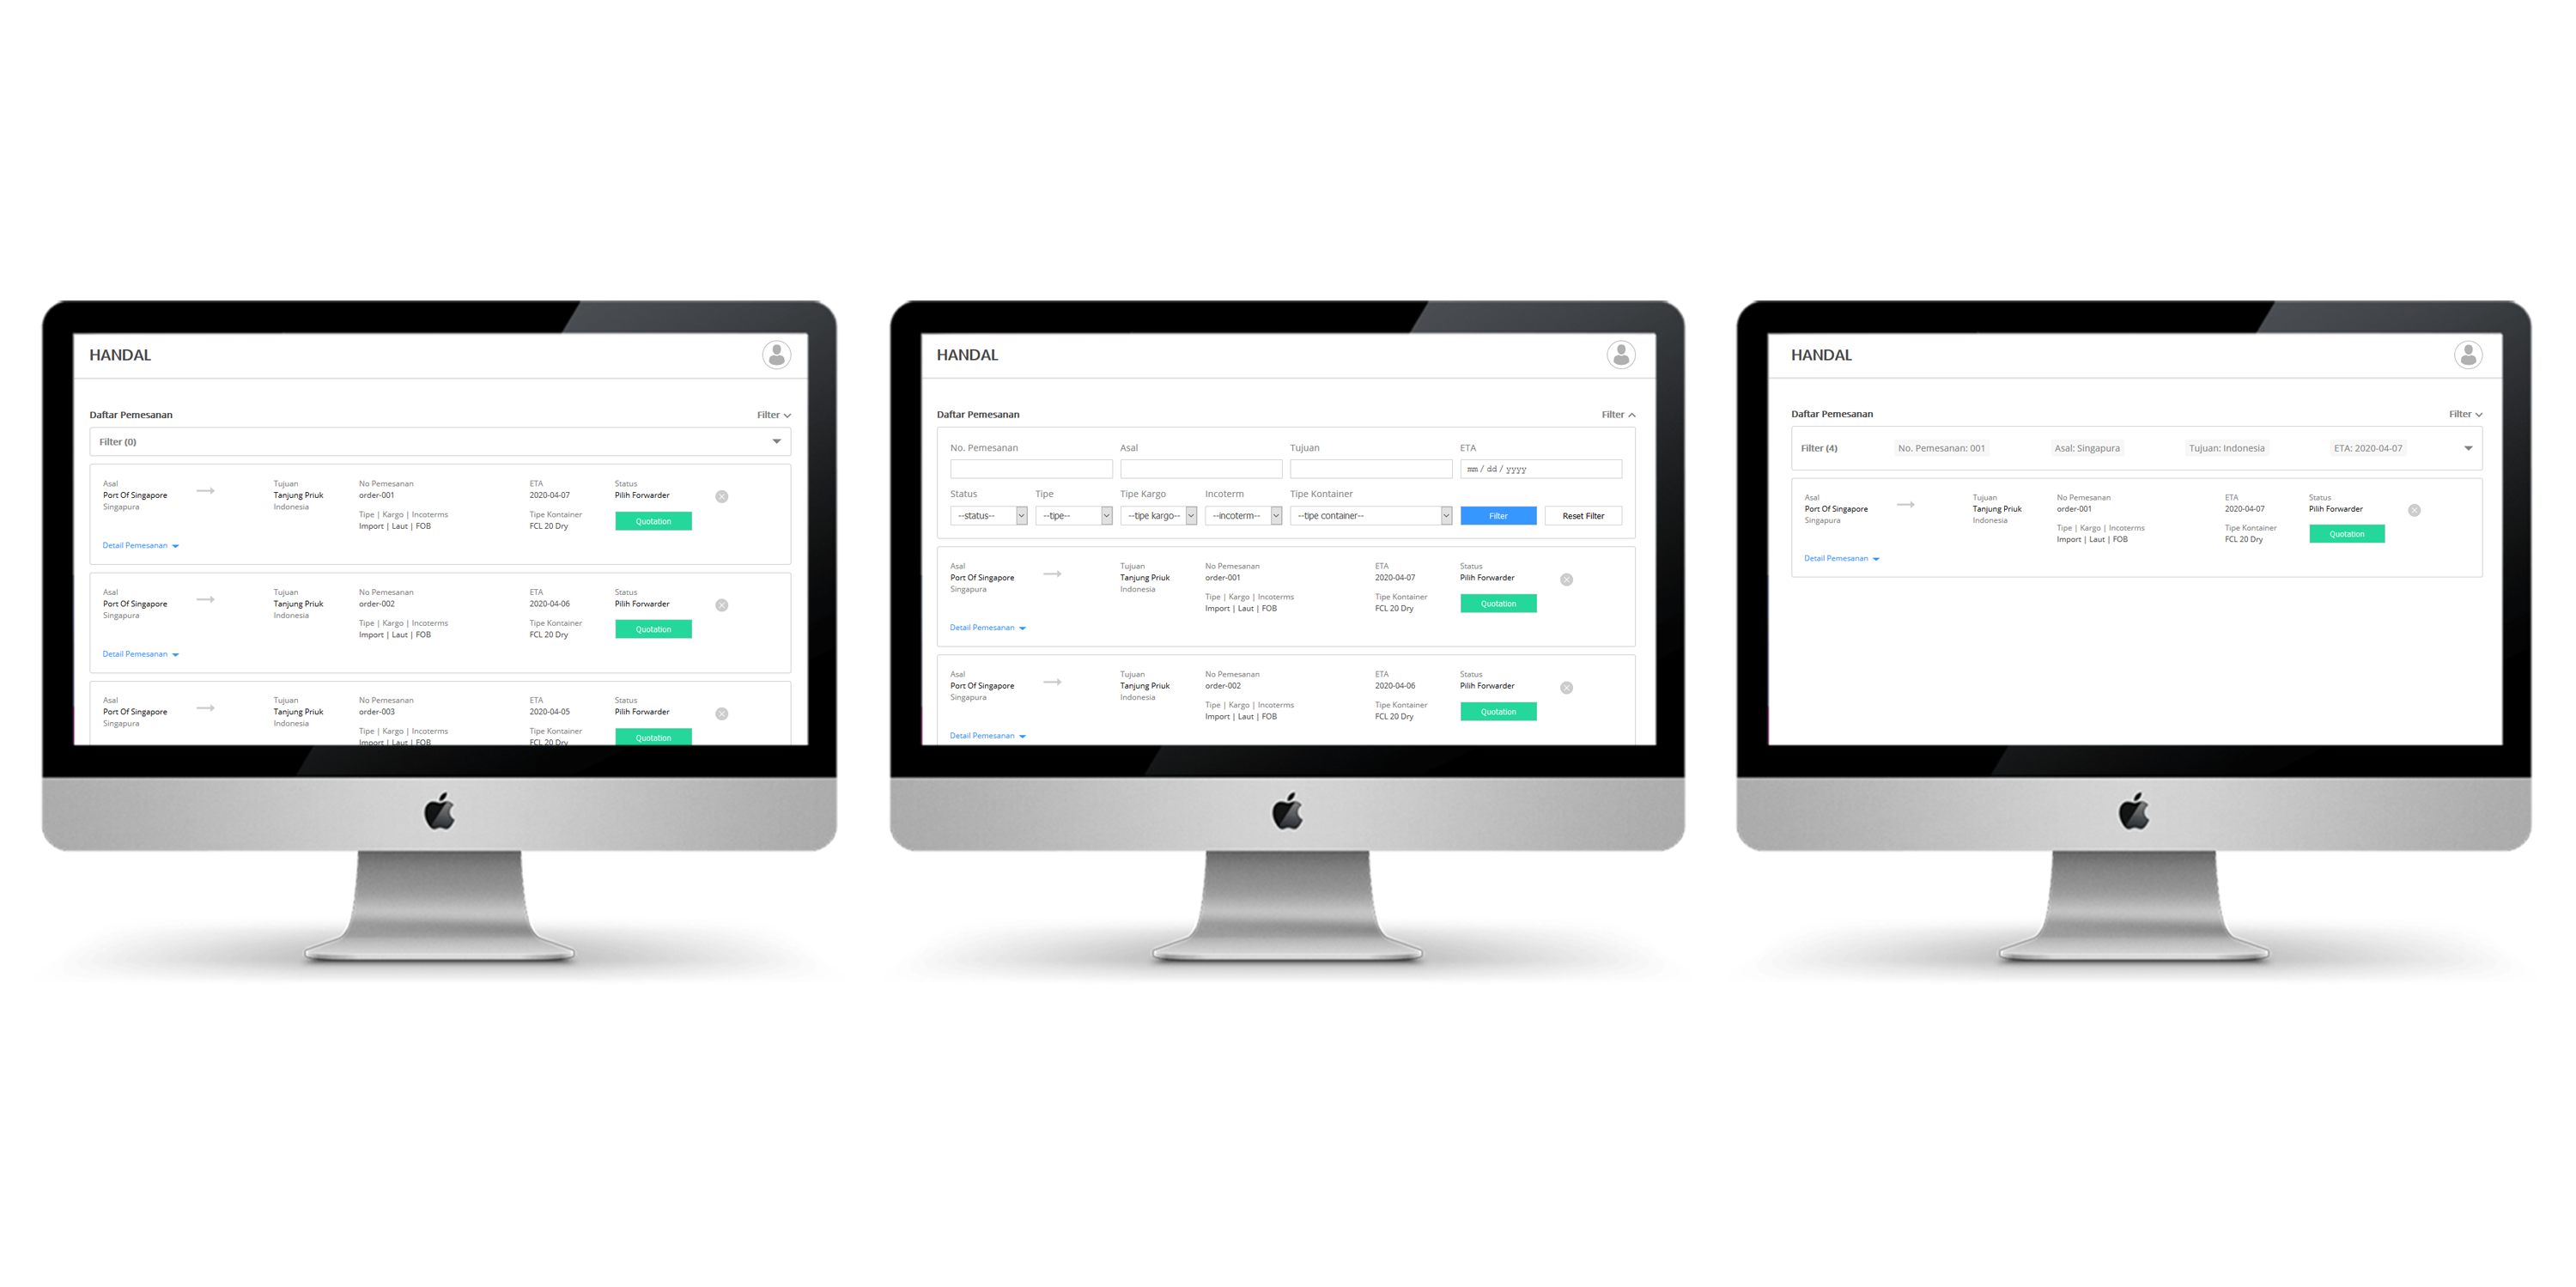 HANDAL
Daftar Pemesanan Filter
Filter (0)
Asal Tujuan No Pemesanan ETA Status
Port Of Singapore Tanjung Priuk order-001 2020-04-07 Pilih Forwarder
Singapura Indonesia
Tipe | Kargo | Incoterms Tipe Kontainer Quotation
Import | Laut | FOB FCL 20 Dry
Detail Pemesanan
Asal Tujuan No Pemesanan ETA Status
Port Of Singapore Tanjung Priuk order-002 2020-04-06 Pilih Forwarder
Singapura Indonesia
Tipe | Kargo | Incoterms Tipe Kontainer Quotation
Import | Laut | FOB FCL 20 Dry
Detail Pemesanan
Asal Tujuan No Pemesanan ETA Status
Port Of Singapore Tanjung Priuk order-003 2020-04-05 Pilih Forwarder
Singapura Indonesia
Tipe | Kargo | Incoterms Tipe Kontainer Quotation
Import | Laut | FOB FCL 20 Dry
HANDAL
Daftar Pemesanan Filter
No. Pemesanan Asal Tujuan ETA
mm / dd / yyyy
Status Tipe Tipe Kargo Incoterm Tipe Kontainer
--status-- --tipe-- --tipe kargo-- --incoterm-- --tipe container-- Filter Reset Filter
Asal Tujuan No Pemesanan ETA Status
Port Of Singapore Tanjung Priuk order-001 2020-04-07 Pilih Forwarder
Singapura Indonesia
Tipe | Kargo | Incoterms Tipe Kontainer Quotation
Import | Laut | FOB FCL 20 Dry
Detail Pemesanan
Asal Tujuan No Pemesanan ETA Status
Port Of Singapore Tanjung Priuk order-002 2020-04-06 Pilih Forwarder
Singapura Indonesia
Tipe | Kargo | Incoterms Tipe Kontainer Quotation
Import | Laut | FOB FCL 20 Dry
Detail Pemesanan
HANDAL
Daftar Pemesanan Filter
Filter (4) No. Pemesanan: 001 Asal: Singapura Tujuan: Indonesia ETA: 2020-04-07
Asal Tujuan No Pemesanan ETA Status
Port Of Singapore Tanjung Priuk order-001 2020-04-07 Pilih Forwarder
Singapura Indonesia
Tipe | Kargo | Incoterms Tipe Kontainer Quotation
Import | Laut | FOB FCL 20 Dry
Detail Pemesanan